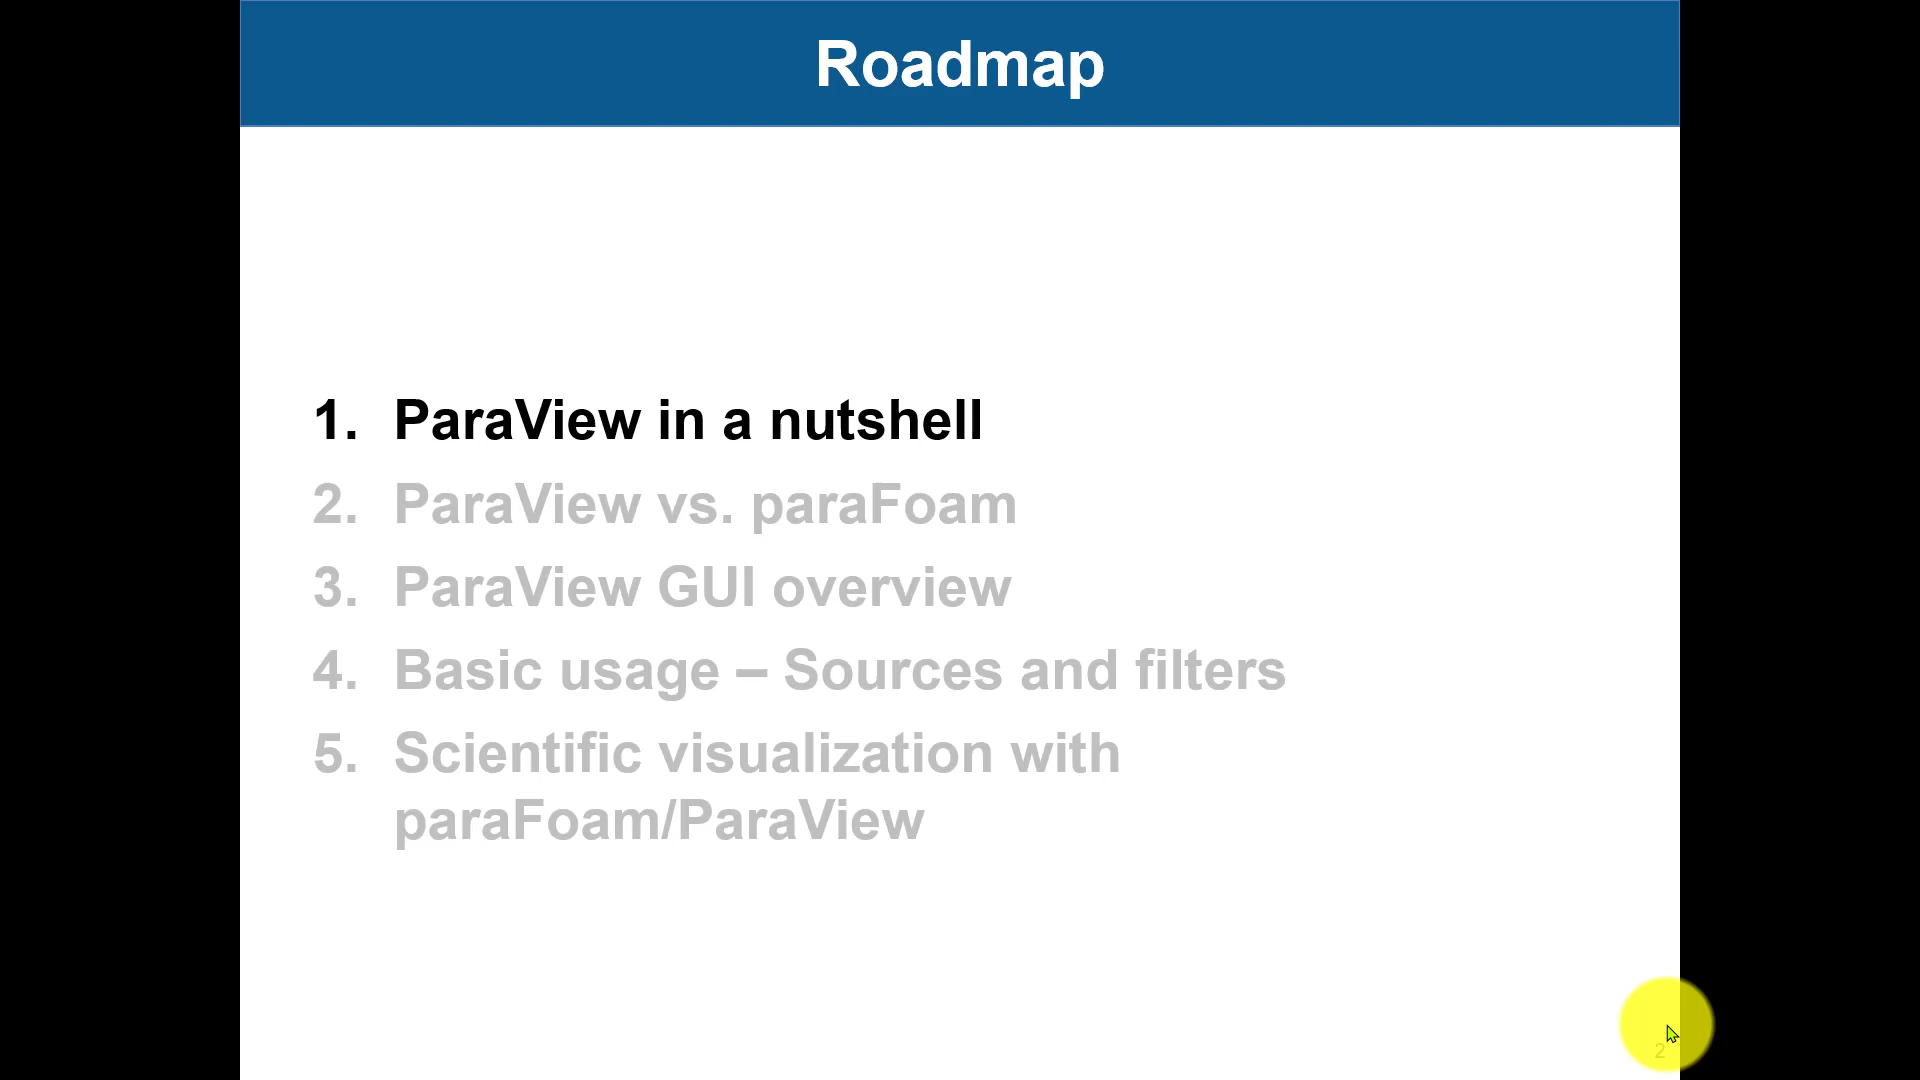 Roadmap
1. ParaView in a nutshell
2. ParaView vs. paraFoam
3. ParaView GUI overview
4. Basic usage – Sources and filters
5. Scientific visualization with
paraFoam/ParaView
2